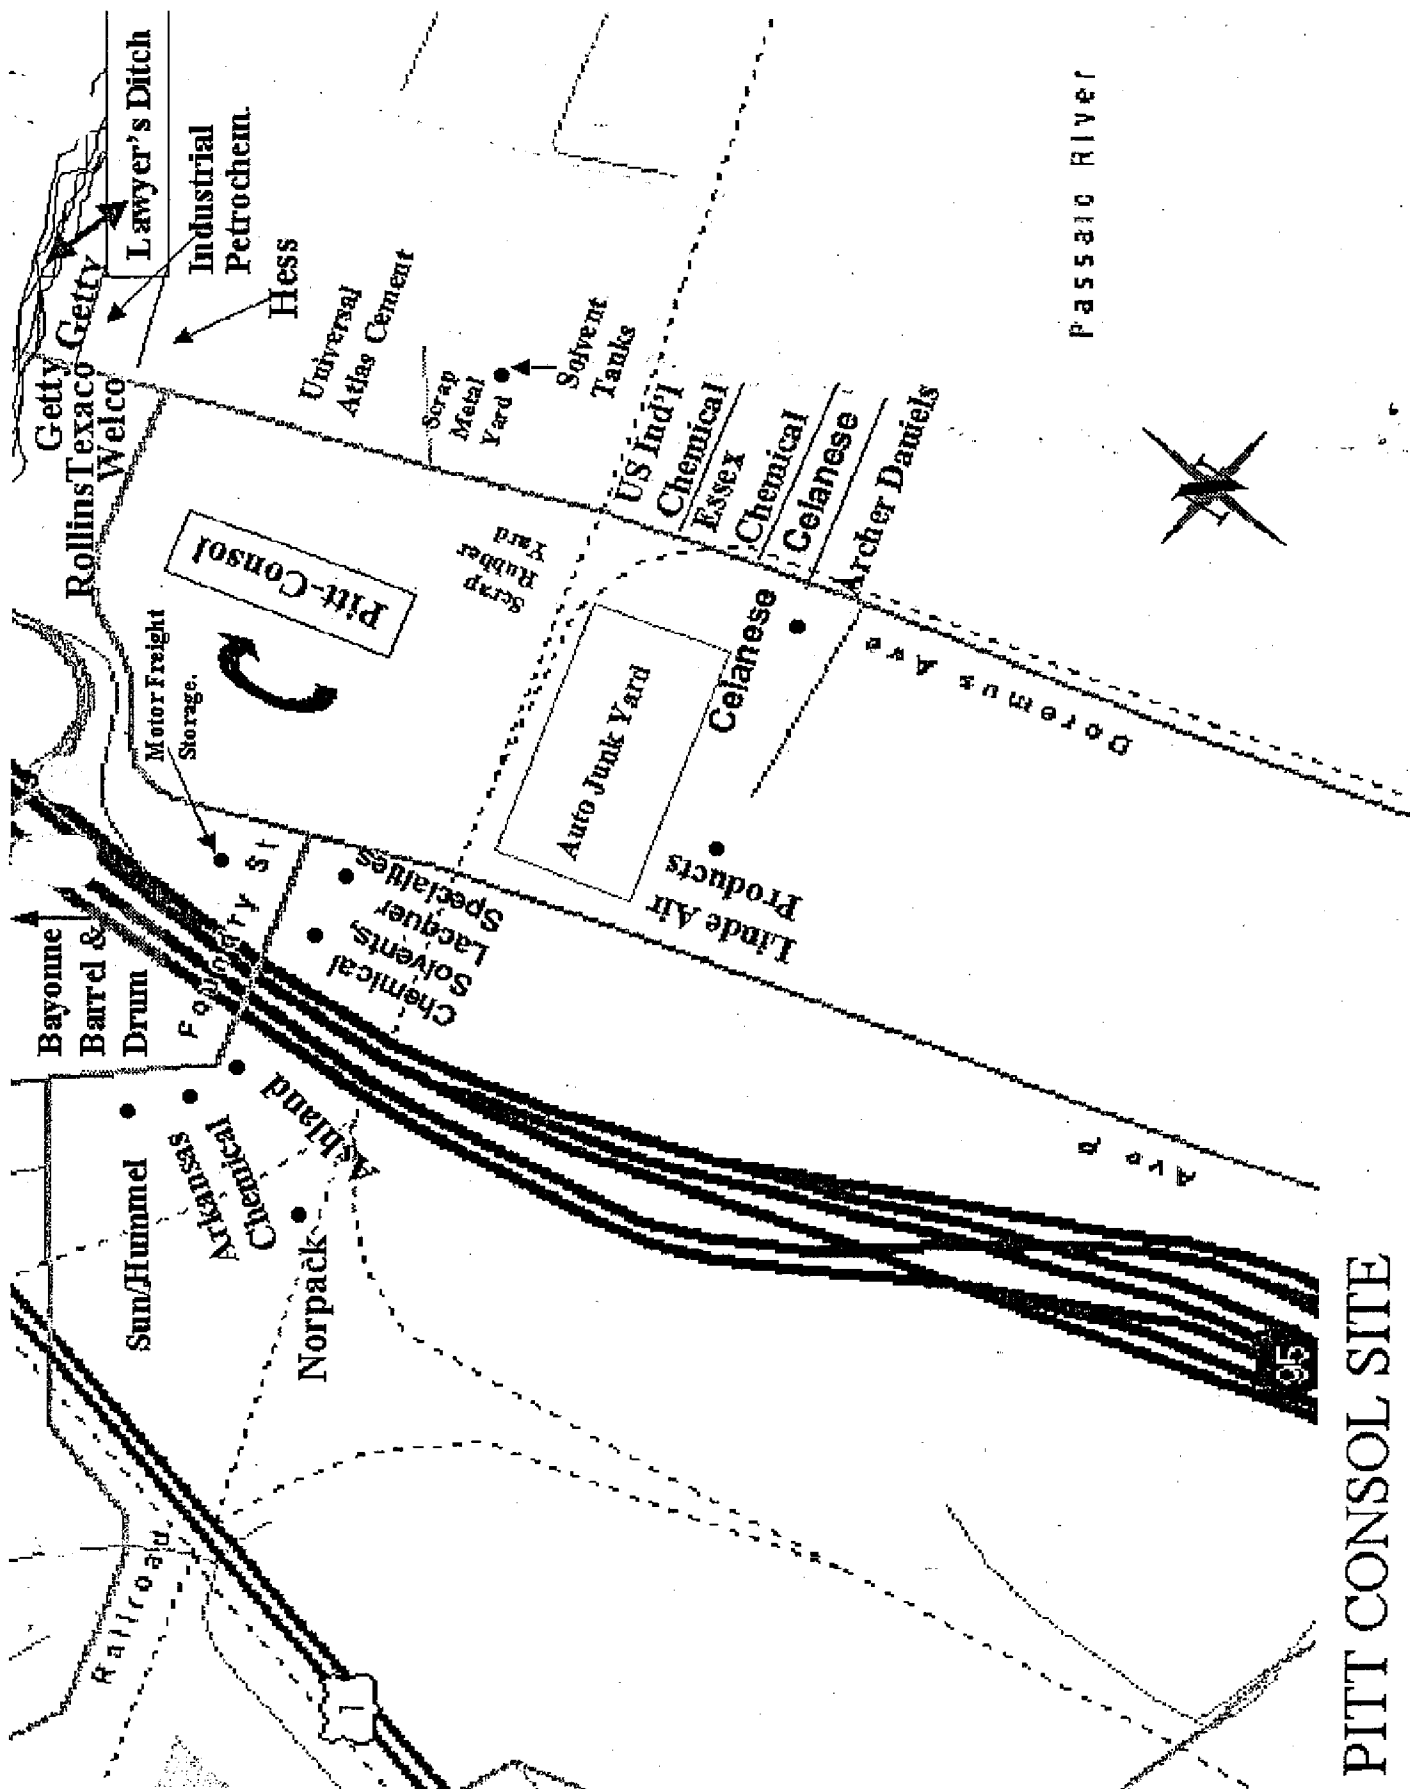 Lawyer's Ditch
Industrial
Petrochem.
Hess
Getty
Getty
Rollins Texaco
Welco
Universal
Atlas Cement
Scrap
Metal
Yard
Solvent
Tanks
US Ind'l
Chemical
Essex
Chemical
Celanese
Archer Daniels
Passaic River
Pitt-Consol
Scrap
Rubber
Yard
Motor Freight
Storage.
Auto Junk Yard
Celanese
Linde Air
Products
Doremus Ave
Bayonne
Barrel &
Drum
Foundry St
Chemical
Solvents,
Lacquer
Specialties
Sun/Hummel
Arkansas
Chemical
Ashland
Norpack
Ave P
Railroad
1
95
PITT CONSOL SITE